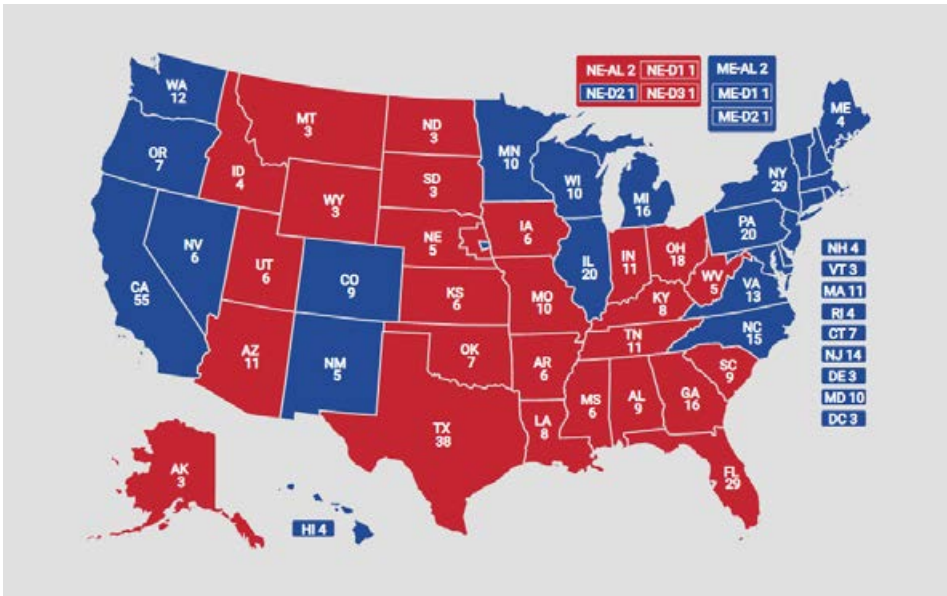 NE-AL 2 NE-D1 1
NE-D2 1 NE-D3 1
ME-AL 2
ME-D1 1
ME-D2 1
WA
12
MT
3
ND
3
MN
10
ME
4
OR
7
ID
4
SD
3
WI
10
MI
16
NY
29
WY
3
IA
6
PA
20
NE
5
NV
6
UT
6
CO
9
IL
20
IN
11
OH
18
WV
5
VA
13
CA
55
KS
6
MO
10
KY
8
NC
15
TN
11
AZ
11
NM
5
OK
7
AR
6
SC
9
MS
6
AL
9
GA
16
LA
8
TX
38
FL
29
AK
3
HI 4
NH 4
VT 3
MA 11
RI 4
CT 7
NJ 14
DE 3
MD 10
DC 3